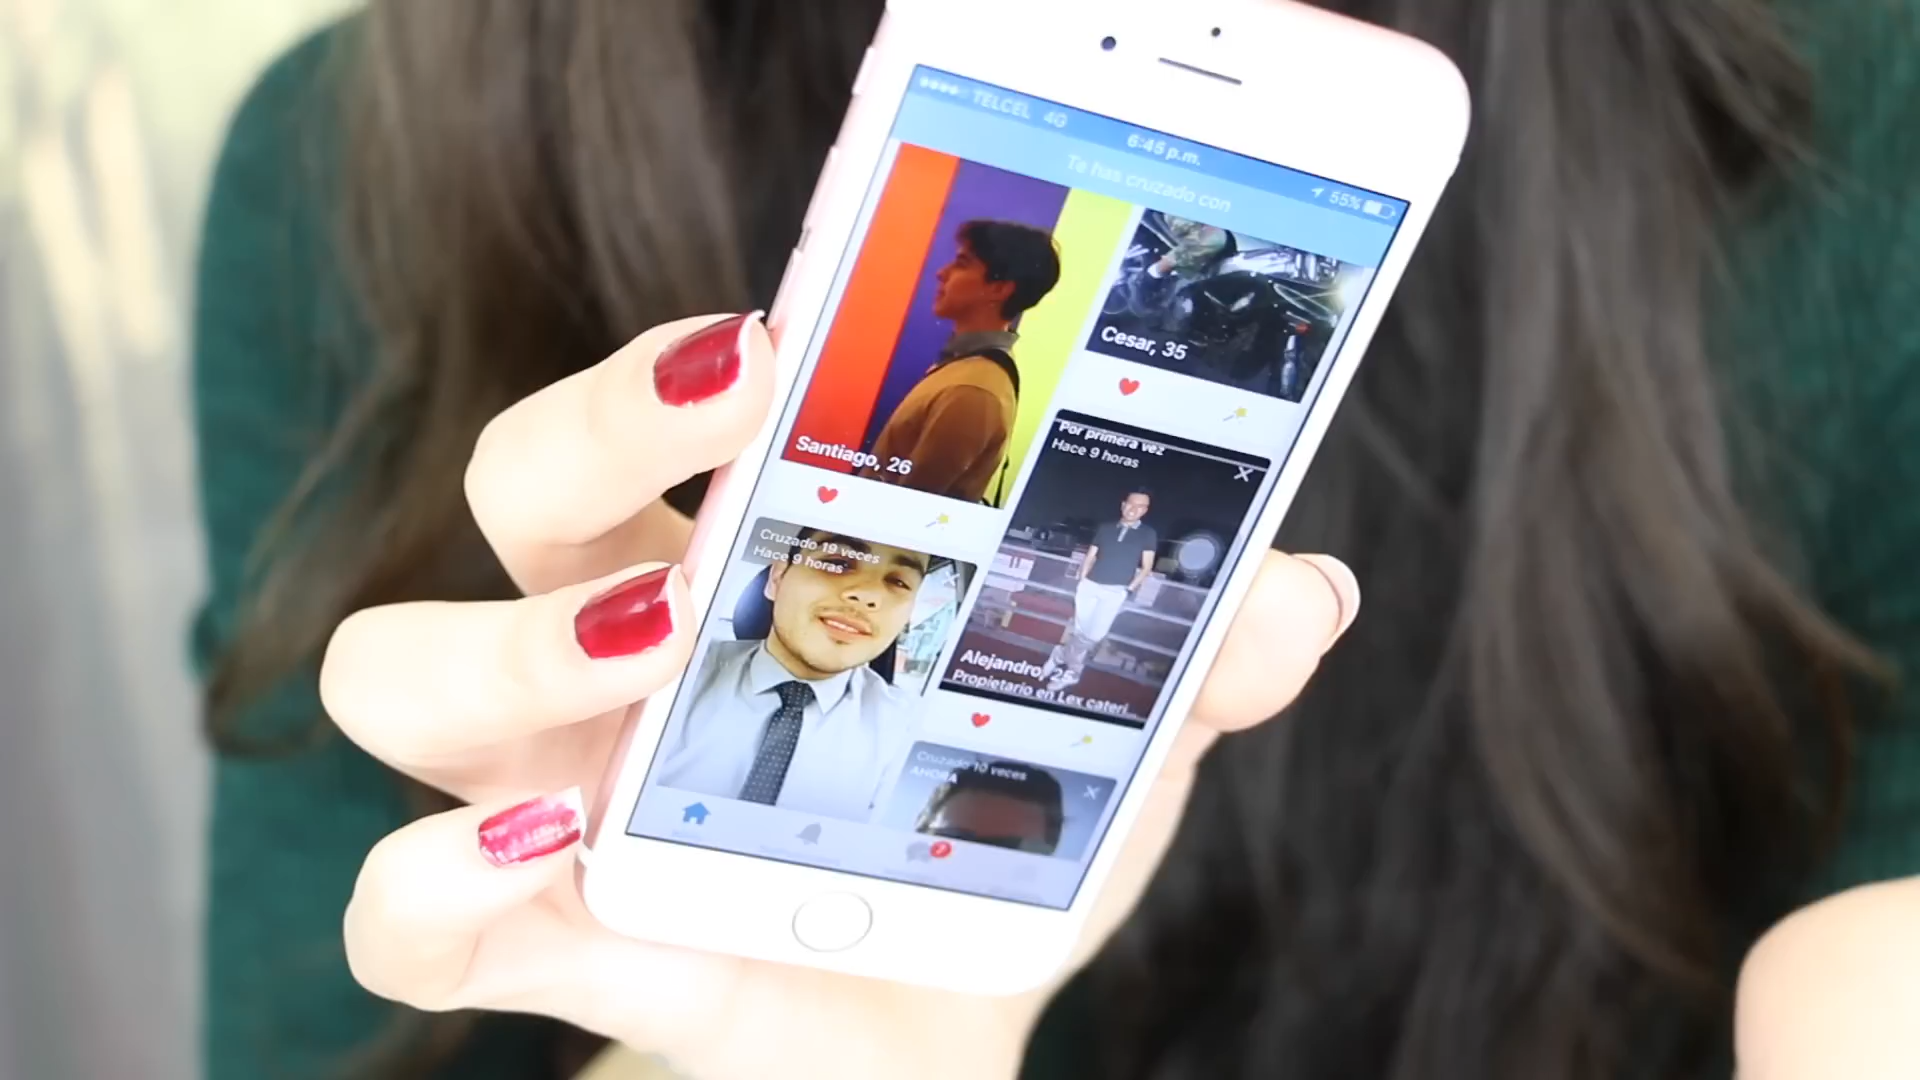 TELCEL 4G
6:45 p.m.
55%
Te has cruzado con
Santiago, 26
Cesar, 35
Por primera vez
Hace 9 horas
Alejandro, 25
Propietario en Lex cateri...
Cruzado 19 veces
Hace 9 horas
Cruzado 10 veces
AHORA